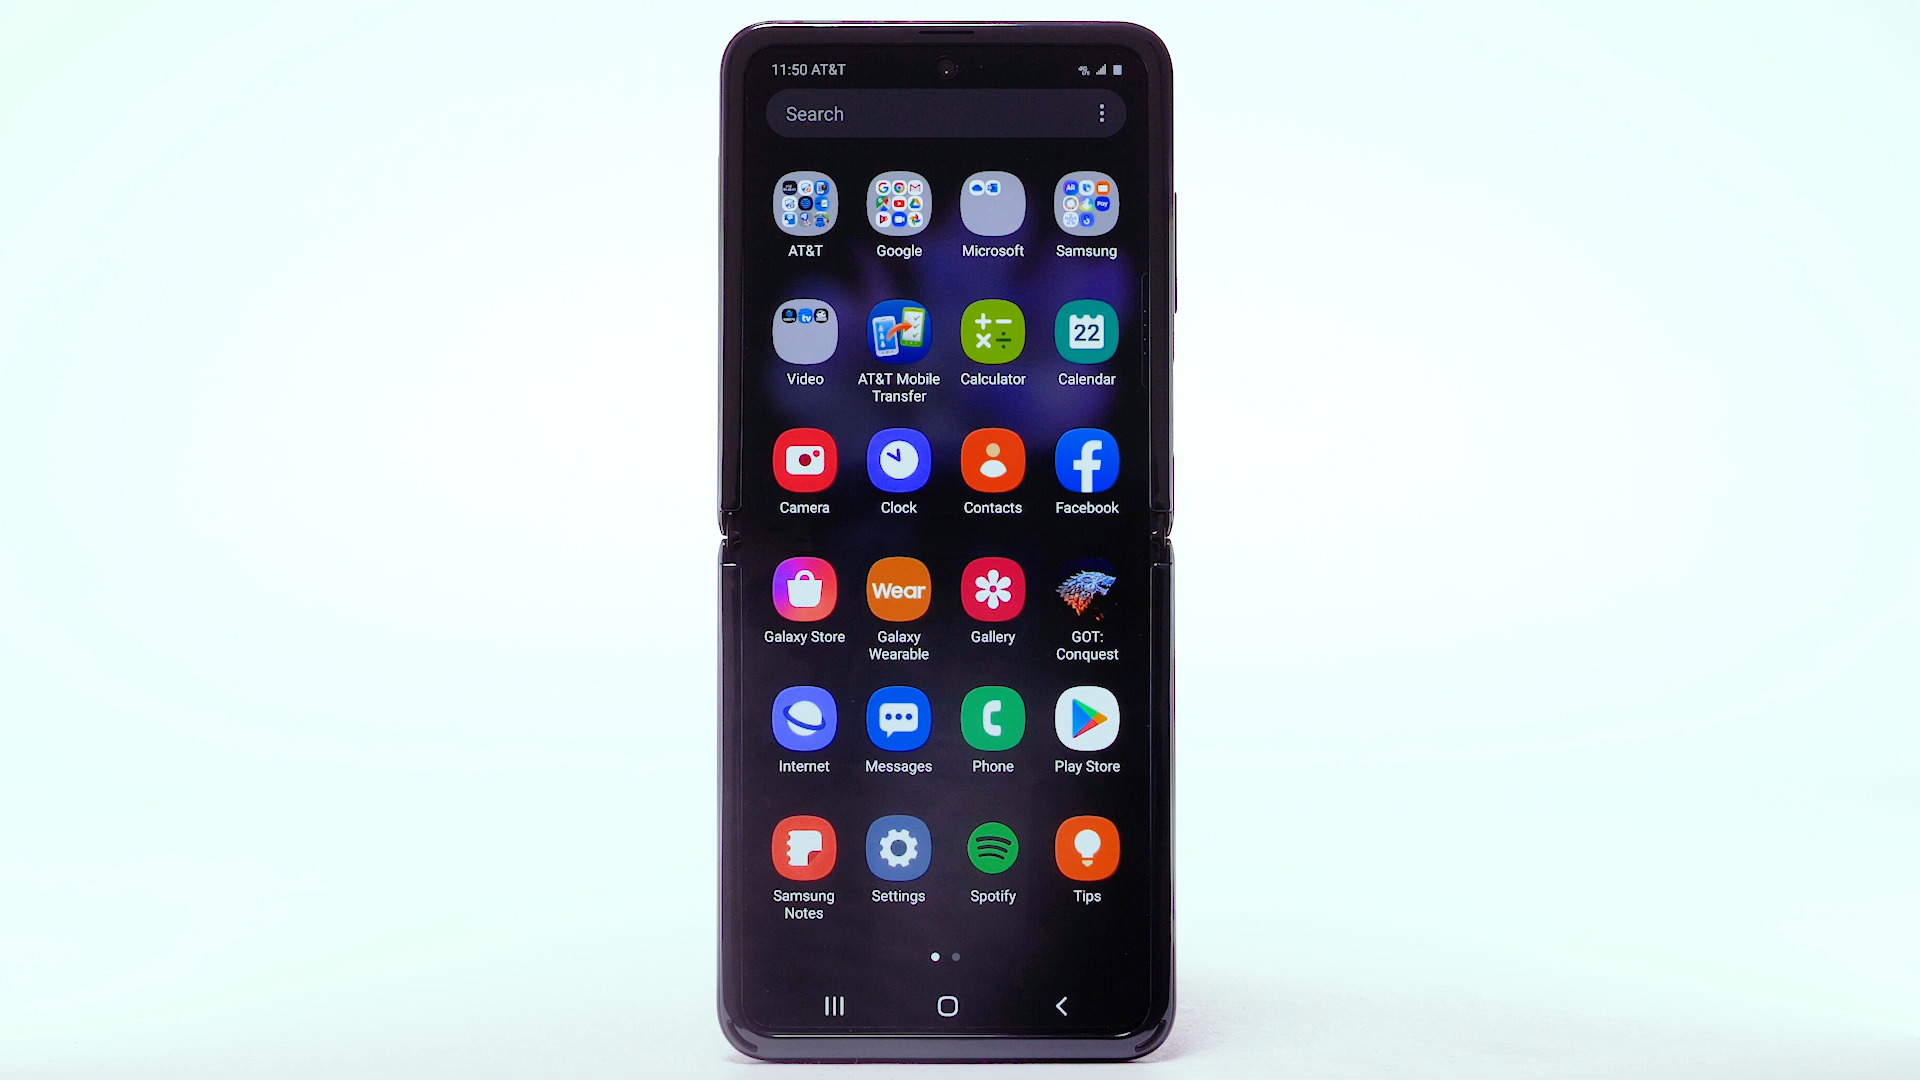 11:50 AT&T
Search
AT&T Google Microsoft Samsung
tv
22
Video AT&T Mobile Calculator Calendar
Transfer
Camera Clock Contacts Facebook
Wear
Galaxy Store Galaxy Gallery GOT:
Wearable Conquest
Internet Messages Phone Play Store
Samsung Settings Spotify Tips
Notes